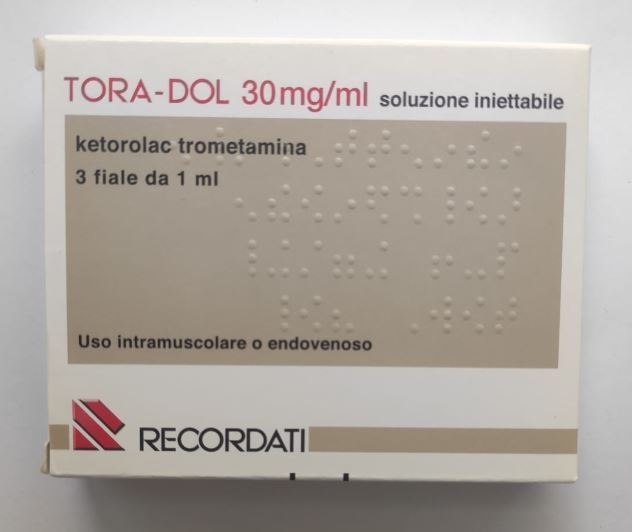 TORA-DOL 30mg/ml soluzione iniettabile
ketorolac trometamina
3 fiale da 1 ml
Uso intramuscolare o endovenoso
RECORDATI